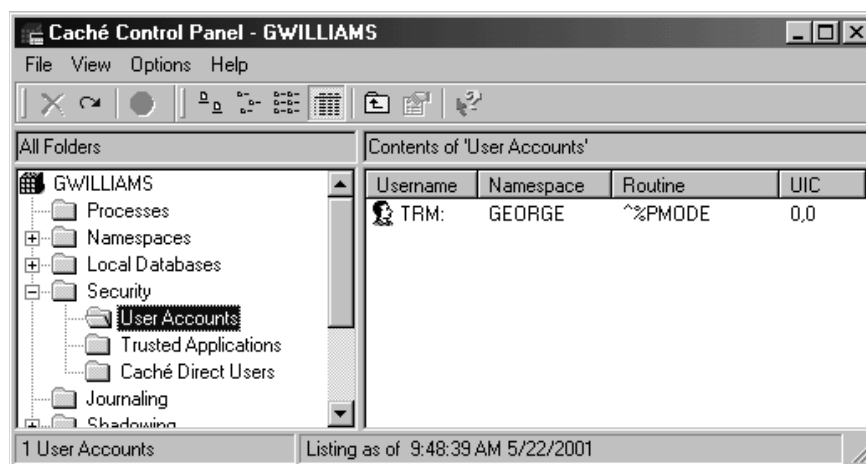 Caché Control Panel - GWILLIAMS
File View Options Help
All Folders
Contents of 'User Accounts'
GWILLIAMS
Processes
Namespaces
Local Databases
Security
User Accounts
Trusted Applications
Caché Direct Users
Journaling
Shadowing
Username Namespace Routine UIC
TRM: GEORGE ^%PMODE 0,0
1 User Accounts
Listing as of 9:48:39 AM 5/22/2001